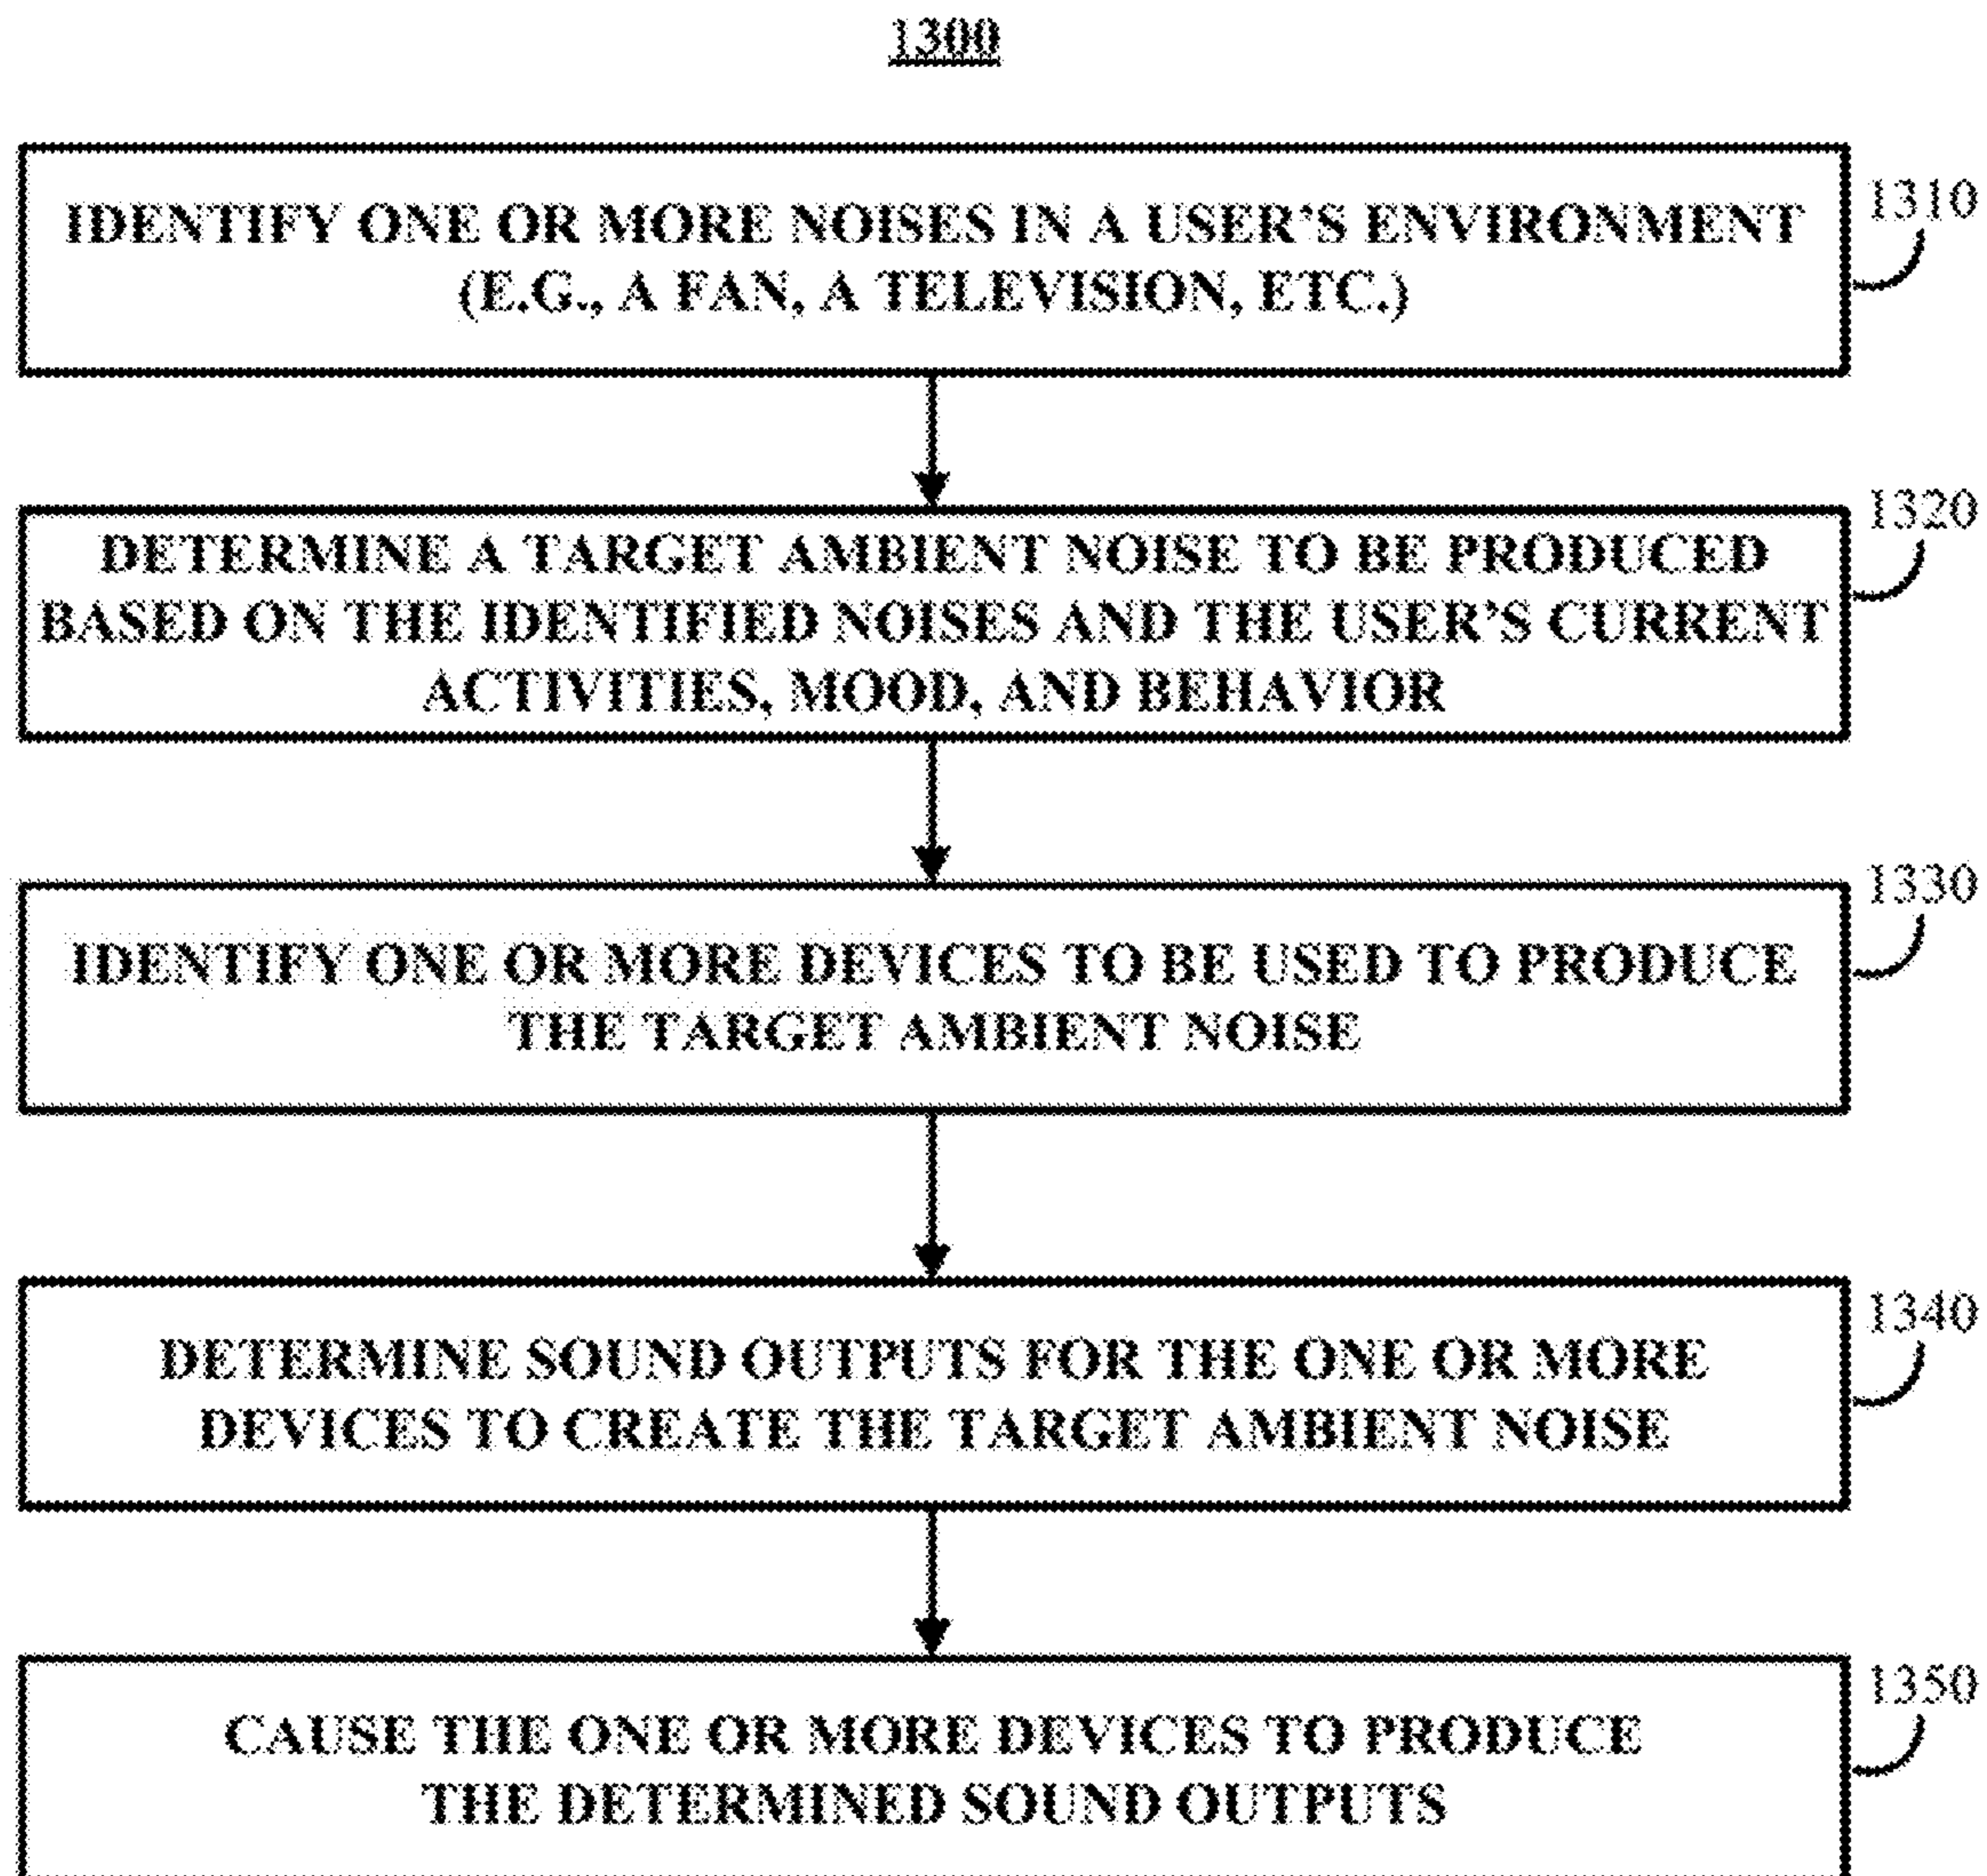 1300
IDENTIFY ONE OR MORE NOISES IN A USER'S ENVIRONMENT
(E.G., A FAN, A TELEVISION, ETC.)
1310
DETERMINE A TARGET AMBIENT NOISE TO BE PRODUCED
BASED ON THE IDENTIFIED NOISES AND THE USER'S CURRENT
ACTIVITIES, MOOD, AND BEHAVIOR
1320
IDENTIFY ONE OR MORE DEVICES TO BE USED TO PRODUCE
THE TARGET AMBIENT NOISE
1330
DETERMINE SOUND OUTPUTS FOR THE ONE OR MORE
DEVICES TO CREATE THE TARGET AMBIENT NOISE
1340
CAUSE THE ONE OR MORE DEVICES TO PRODUCE
THE DETERMINED SOUND OUTPUTS
1350